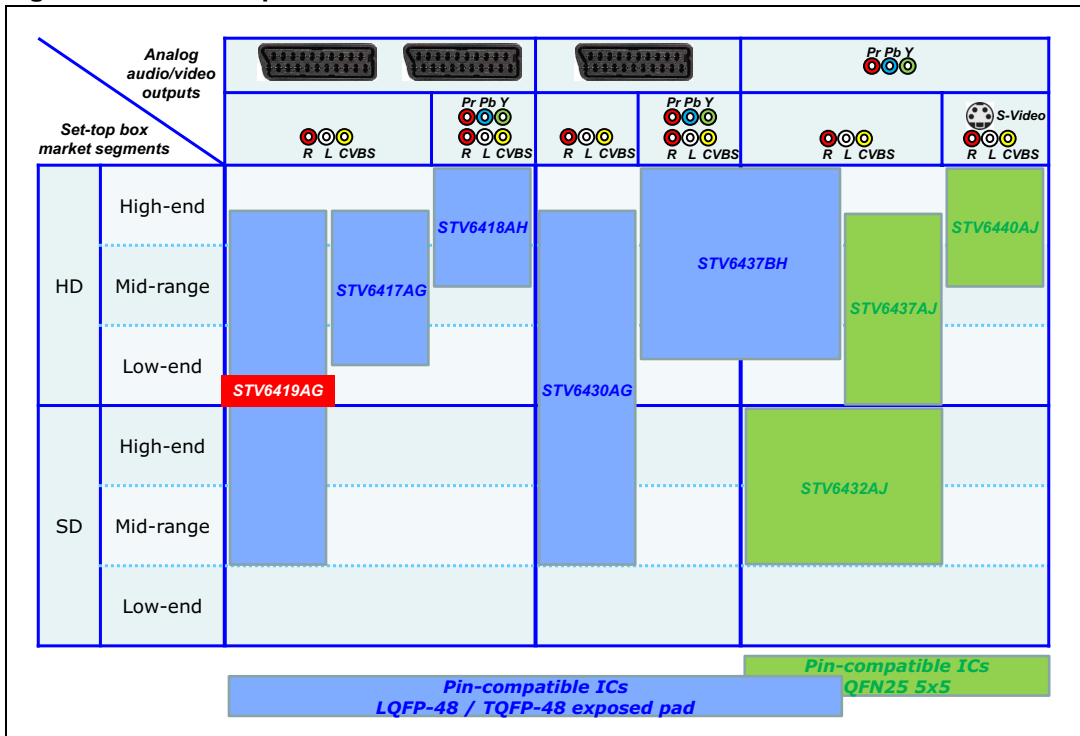 Analog
audio/video
outputs
Set-top box
market segments
Pr Pb Y
Pr Pb Y
Pr Pb Y
S-Video
R L CVBS
R L CVBS
R L CVBS
R L CVBS
R L CVBS
R L CVBS
HD
High-end
Mid-range
Low-end
STV6418AH
STV6417AG
STV6419AG
STV6430AG
STV6437BH
STV6437AJ
STV6440AJ
SD
High-end
Mid-range
Low-end
STV6432AJ
Pin-compatible ICs
QFN25 5x5
Pin-compatible ICs
LQFP-48 / TQFP-48 exposed pad